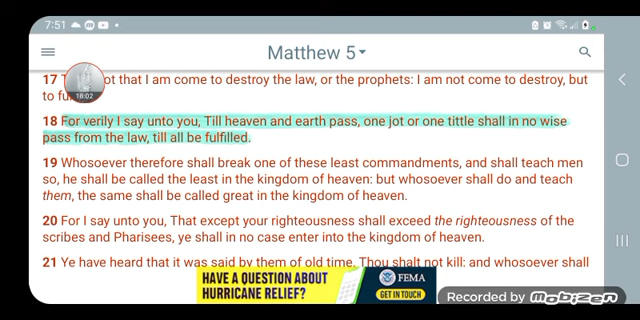 7:51
Matthew 5
17 T ot that I am come to destroy the law, or the prophets: I am not come to destroy, but
to fu
18:02
18 For verily I say unto you, Till heaven and earth pass, one jot or one tittle shall in no wise
pass from the law, till all be fulfilled.
19 Whosoever therefore shall break one of these least commandments, and shall teach men
so, he shall be called the least in the kingdom of heaven: but whosoever shall do and teach
them, the same shall be called great in the kingdom of heaven.
20 For I say unto you, That except your righteousness shall exceed the righteousness of the
scribes and Pharisees, ye shall in no case enter into the kingdom of heaven.
21 Ye have heard that it was said by them of old time, Thou shalt not kill; and whosoever shall
HAVE A QUESTION ABOUT
HURRICANE RELIEF?
FEMA
GET IN TOUCH
Recorded by Mobizen